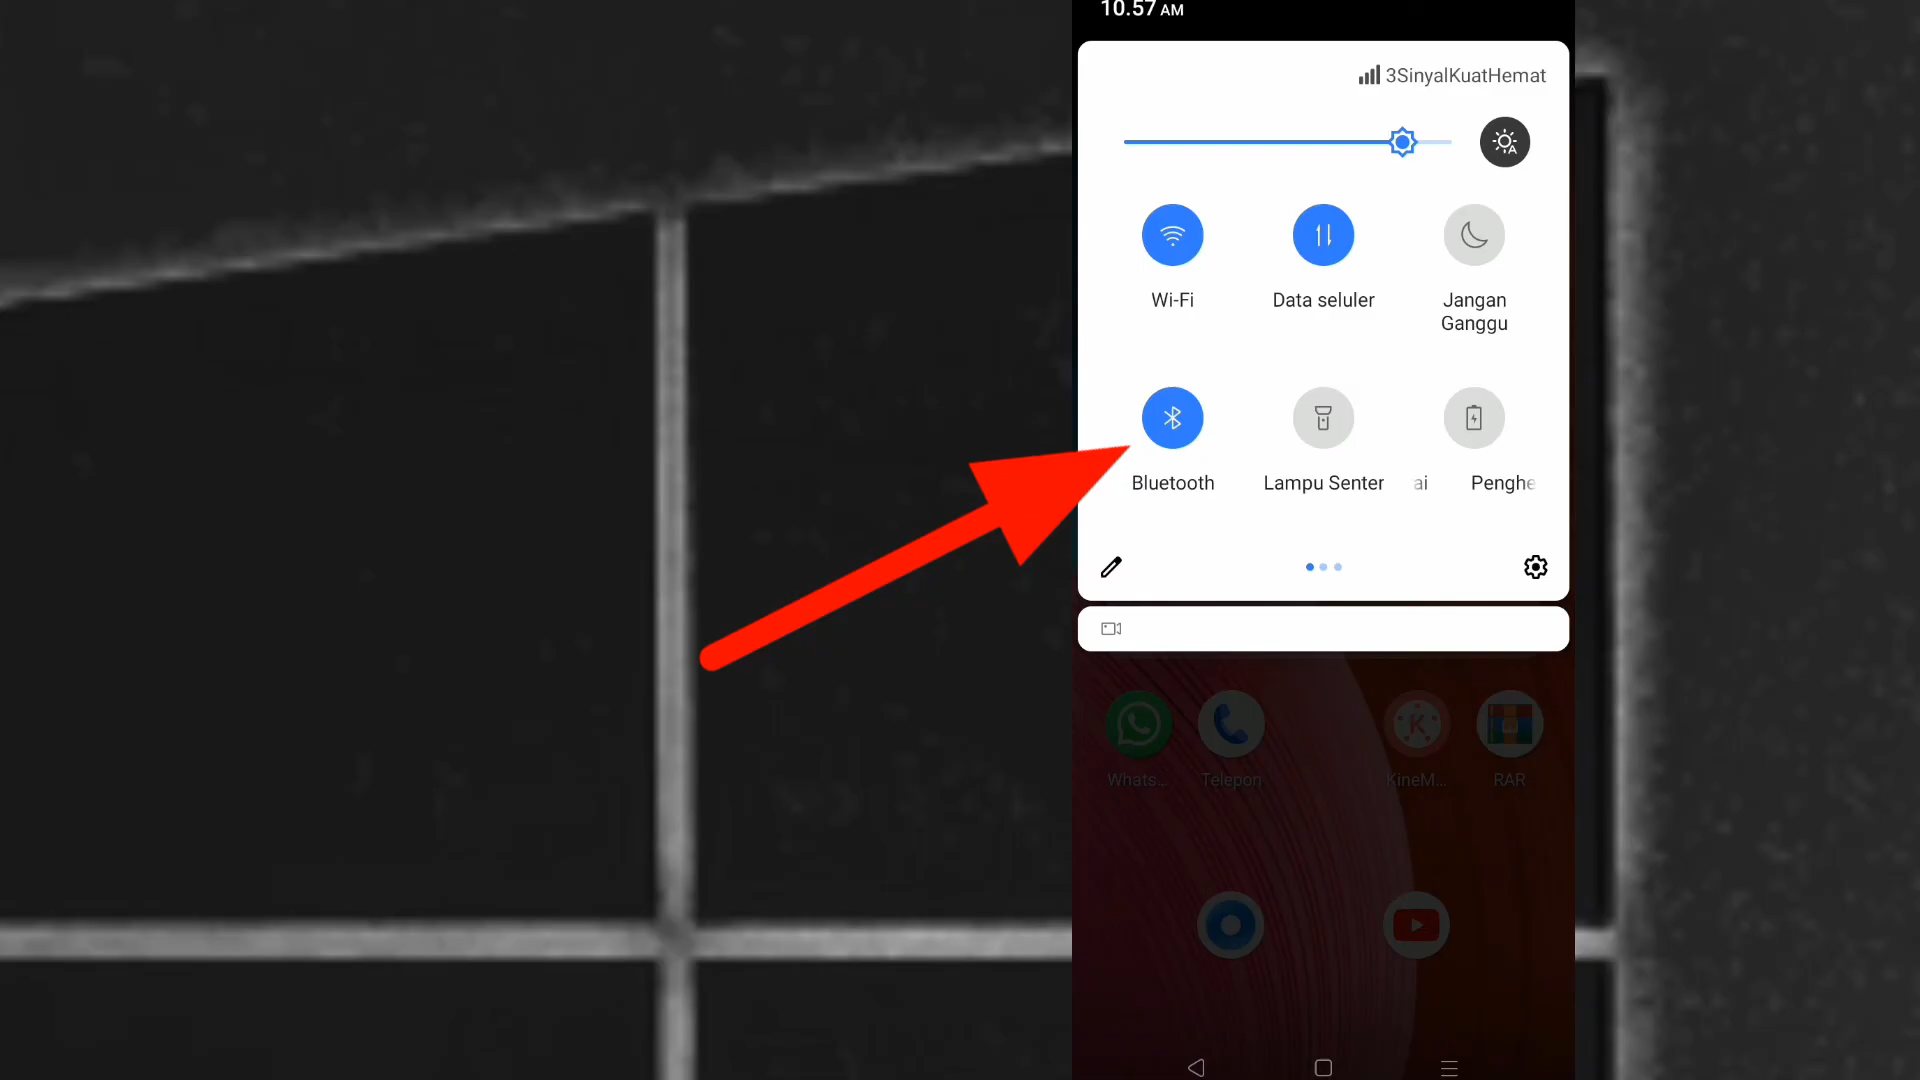 10.57 AM
3SinyalKuatHemat
Wi-Fi
Data seluler
Jangan
Ganggu
Bluetooth
Lampu Senter
ai
Penghe
Whats...
Telepon
KineM...
RAR